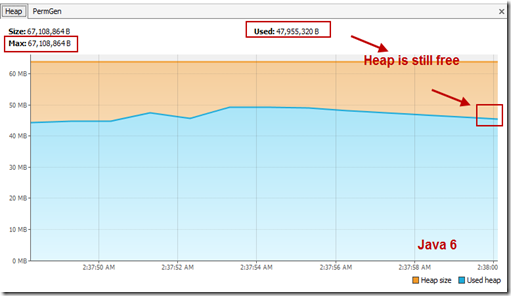 Heap PermGen
Size: 67,108,864 B Used: 47,955,320 B
Max: 67,108,864 B
Heap is still free
60 MB
50 MB
40 MB
30 MB
20 MB
10 MB
0 MB
Java 6
2:37:50 AM 2:37:52 AM 2:37:54 AM 2:37:56 AM 2:37:58 AM 2:38:00
Heap size Used heap